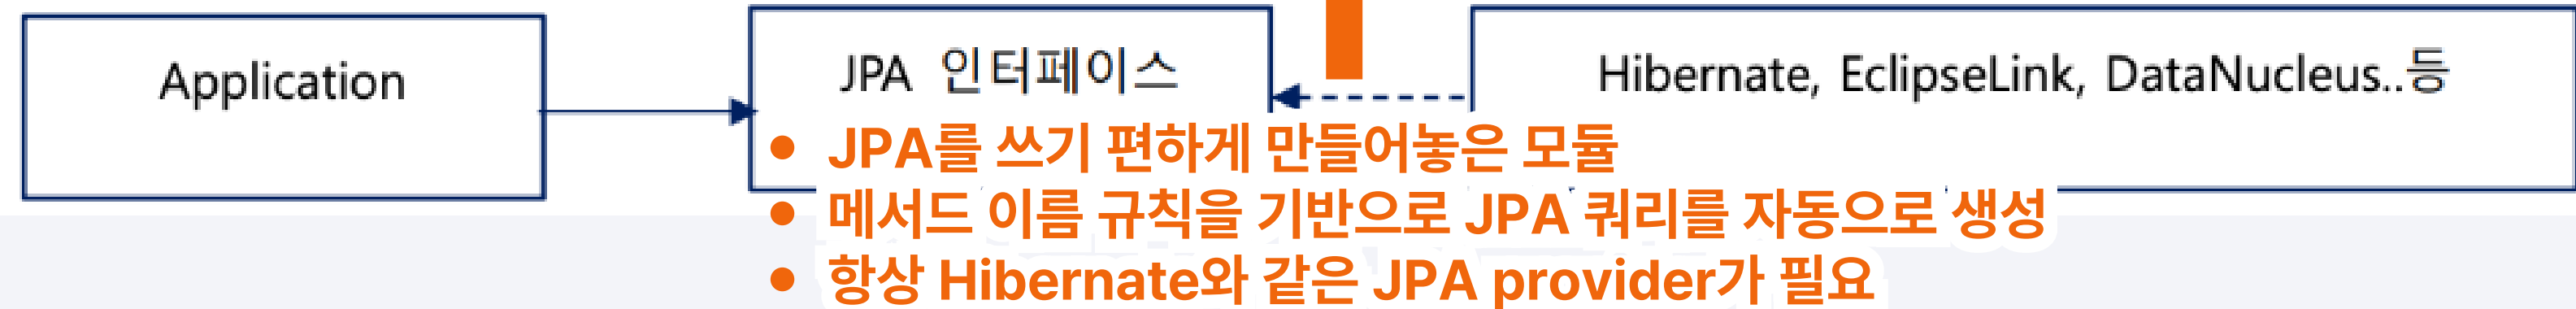 Application
JPA 인터페이스
Hibernate, EclipseLink, DataNucleus..등
● JPA를 쓰기 편하게 만들어놓은 모듈
● 메서드 이름 규칙을 기반으로 JPA 쿼리를 자동으로 생성
● 항상 Hibernate와 같은 JPA provider가 필요